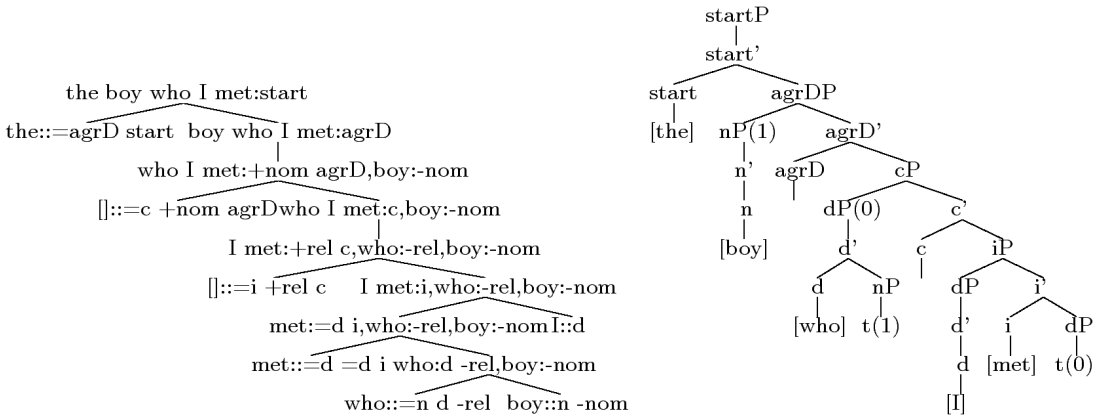 startP
start'
the boy who I met:start start agrDP
the::=agrD start boy who I met:agrD [the] nP(1) agrD'
who I met:+nom agrD,boy:-nom n' agrD cP
[]::=c +nom agrDwho I met:c,boy:-nom n dP(0) c'
I met:+rel c,who:-rel,boy:-nom [boy] d' c iP
[]::=i +rel c I met:i,who:-rel,boy:-nom d nP dP i'
met:=d i,who:-rel,boy:-nom I::d [who] t(1) d' i dP
met::=d =d i who:d -rel,boy:-nom d [met] t(0)
who::=n d -rel boy::n -nom [I]